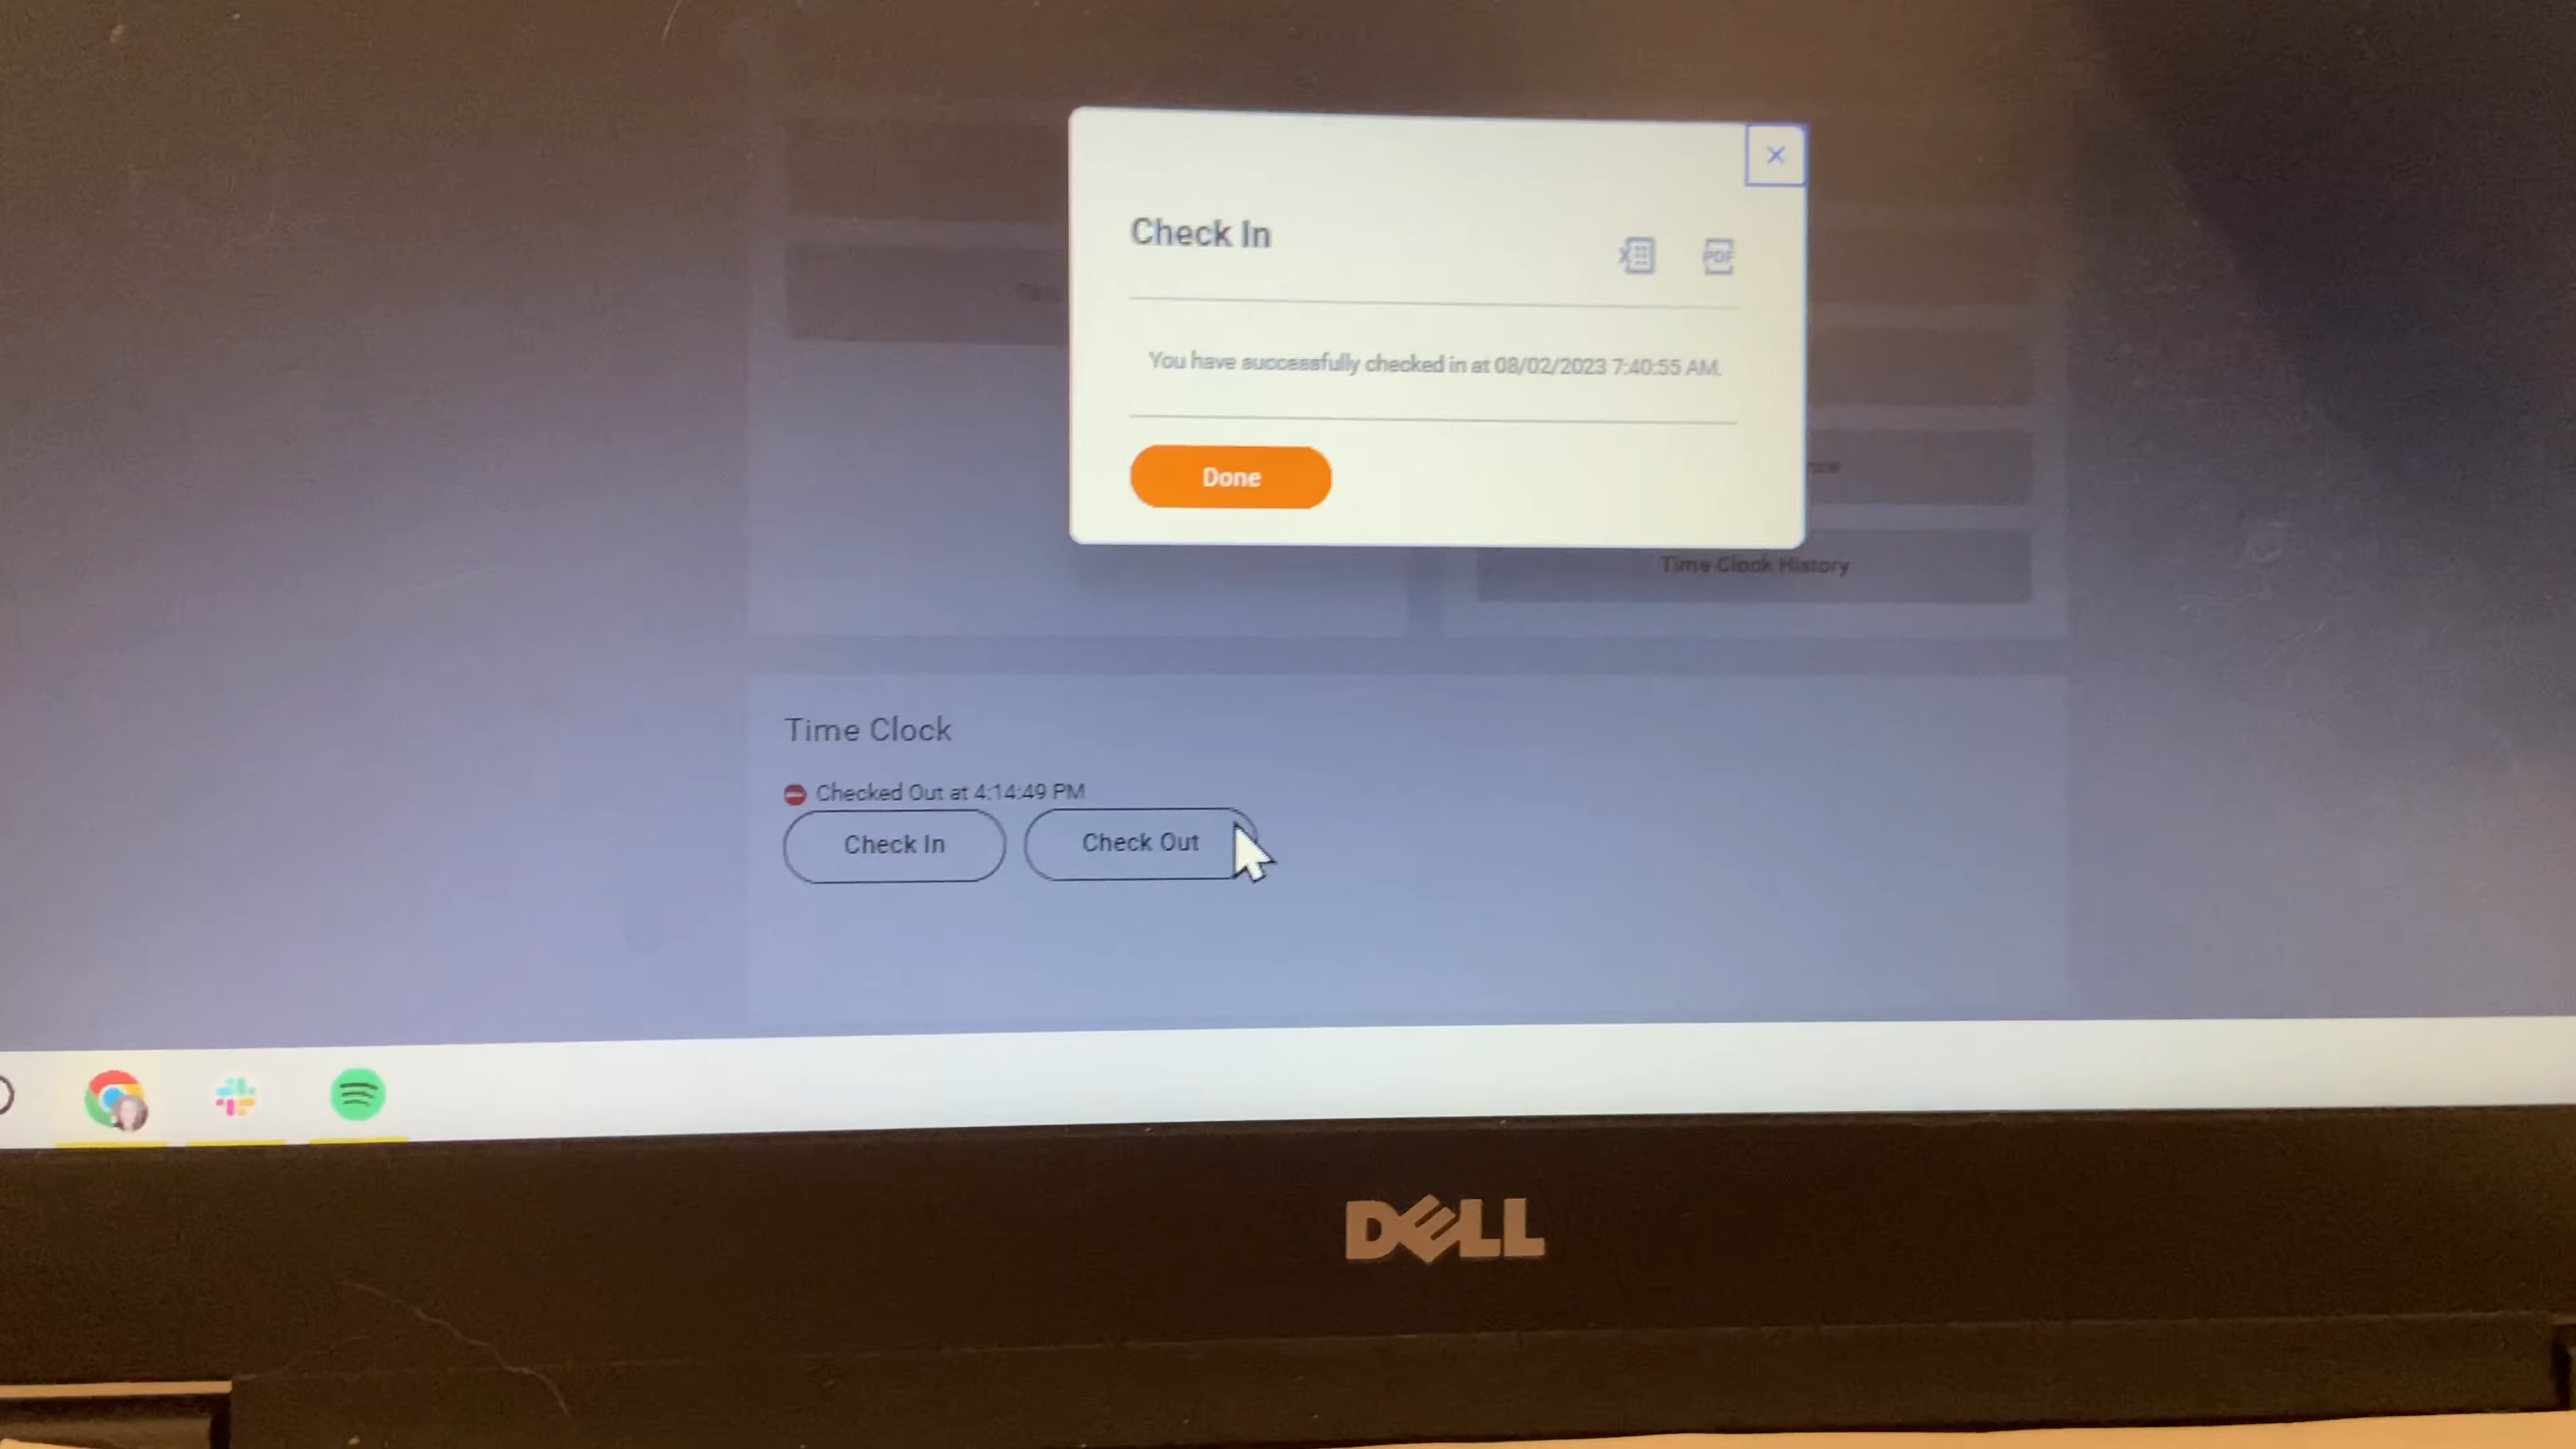 Check In
PDF
You have successfully checked in at 08/02/2023 7:40:55 AM.
Done
Time Clock History
Time Clock
Checked Out at 4:14:49 PM
Check In
Check Out
DELL